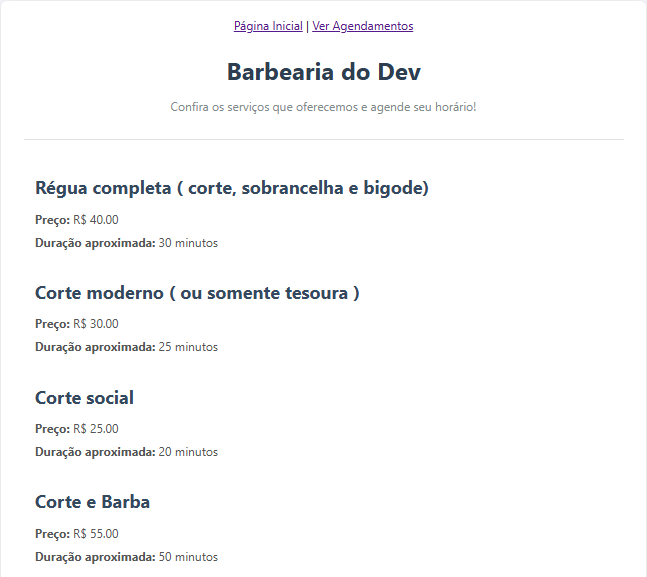 Página Inicial | Ver Agendamentos
Barbearia do Dev
Confira os serviços que oferecemos e agende seu horário!
Régua completa ( corte, sobrancelha e bigode)
Preço: R$ 40.00
Duração aproximada: 30 minutos
Corte moderno ( ou somente tesoura )
Preço: R$ 30.00
Duração aproximada: 25 minutos
Corte social
Preço: R$ 25.00
Duração aproximada: 20 minutos
Corte e Barba
Preço: R$ 55.00
Duração aproximada: 50 minutos